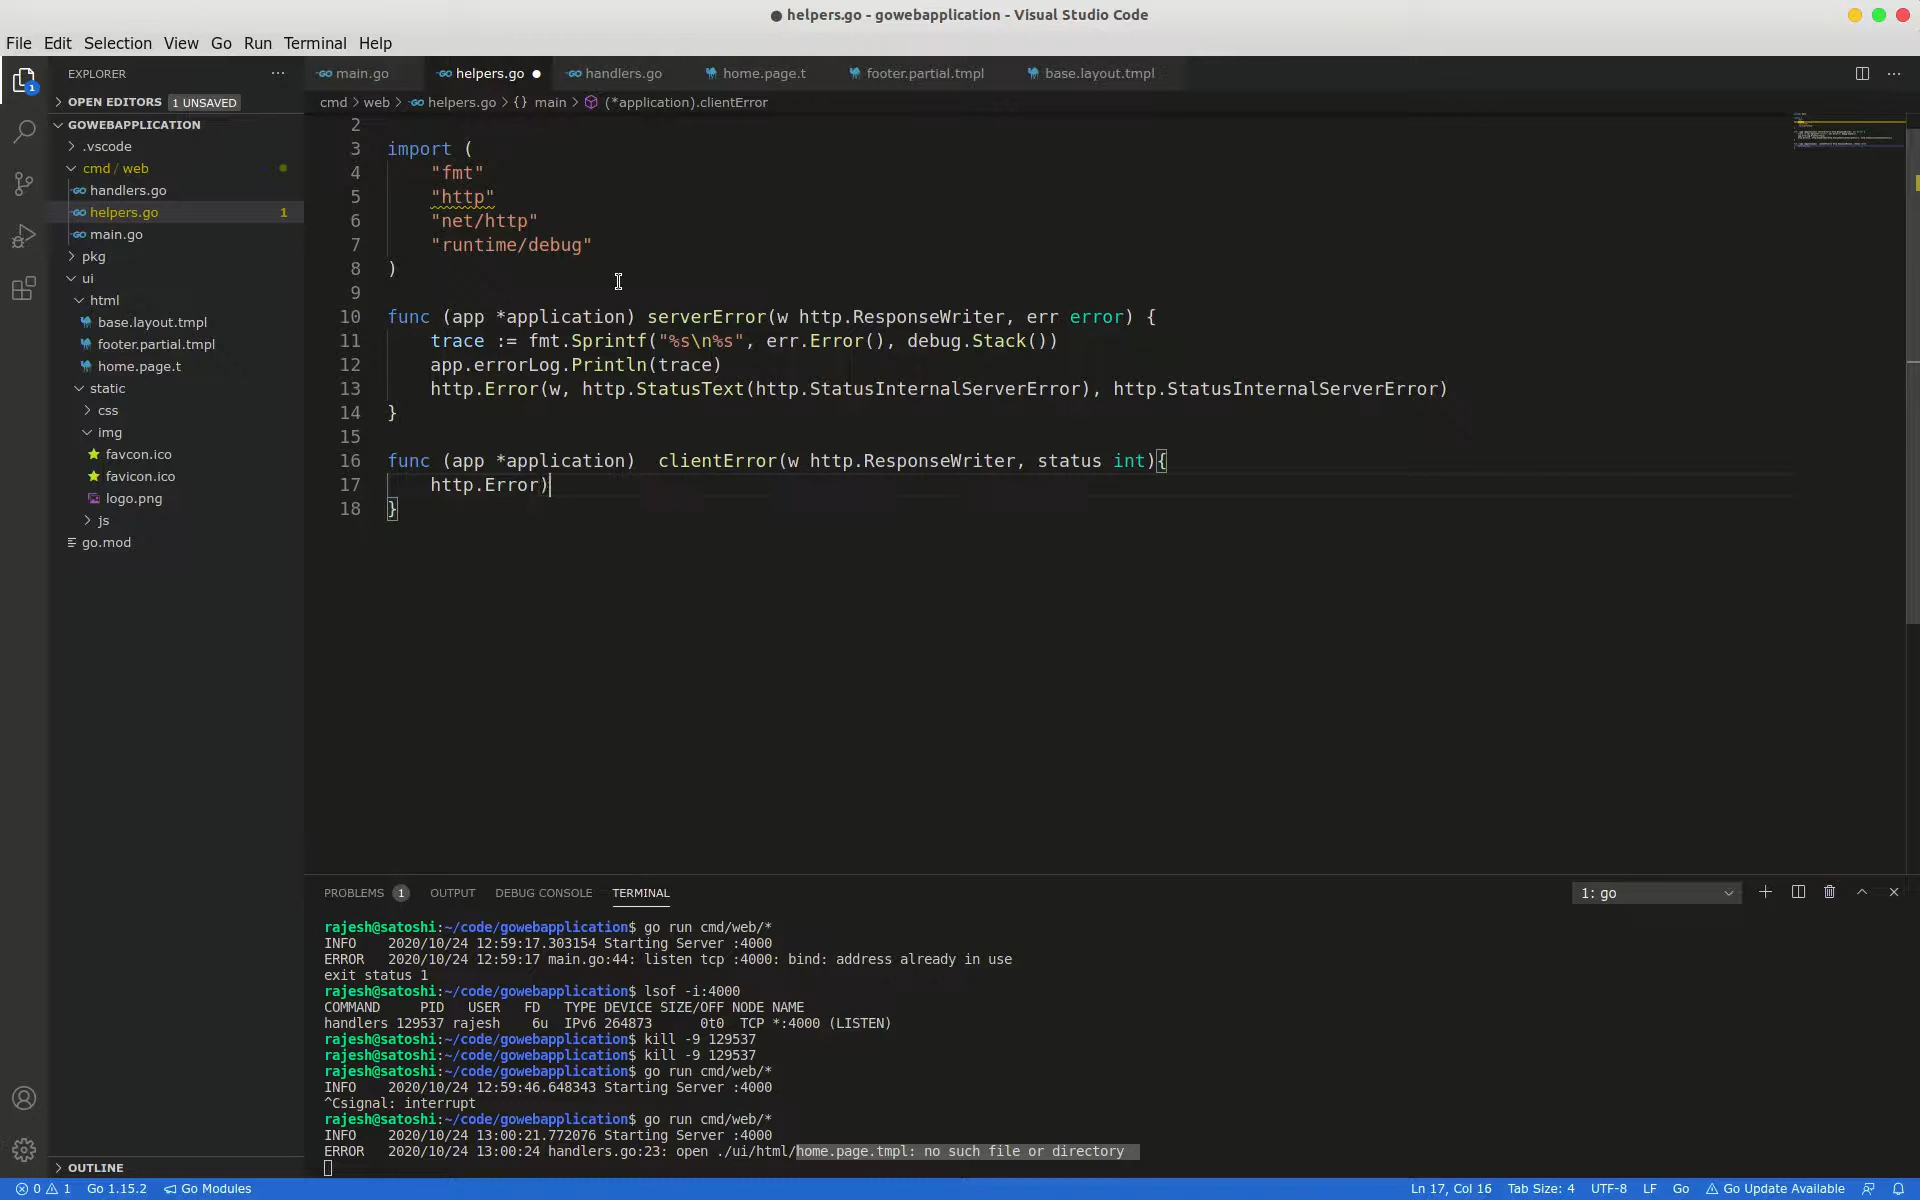 ● helpers.go - gowebapplication - Visual Studio Code
File Edit Selection View Go Run Terminal Help
EXPLORER
OPEN EDITORS 1 UNSAVED
GOWEBAPPLICATION
.vscode
cmd / web
handlers.go
helpers.go 1
main.go
pkg
ui
html
base.layout.tmpl
footer.partial.tmpl
home.page.t
static
css
img
favcon.ico
favicon.ico
logo.png
js
go.mod
OUTLINE
main.go helpers.go ● handlers.go home.page.t footer.partial.tmpl base.layout.tmpl
cmd > web > helpers.go > {} main > (*application).clientError
2
3 import (
4 "fmt"
5 "http"
6 "net/http"
7 "runtime/debug"
8 )
9
10 func (app *application) serverError(w http.ResponseWriter, err error) {
11 trace := fmt.Sprintf("%s\n%s", err.Error(), debug.Stack())
12 app.errorLog.Println(trace)
13 http.Error(w, http.StatusText(http.StatusInternalServerError), http.StatusInternalServerError)
14 }
15
16 func (app *application)  clientError(w http.ResponseWriter, status int){
17 http.Error)
18 }
PROBLEMS 1 OUTPUT DEBUG CONSOLE TERMINAL 1: go
rajesh@satoshi:~/code/gowebapplication$ go run cmd/web/*
INFO    2020/10/24 12:59:17.303154 Starting Server :4000
ERROR   2020/10/24 12:59:17 main.go:44: listen tcp :4000: bind: address already in use
exit status 1
rajesh@satoshi:~/code/gowebapplication$ lsof -i:4000
COMMAND     PID   USER   FD   TYPE DEVICE SIZE/OFF NODE NAME
handlers 129537 rajesh    6u  IPv6 264873      0t0  TCP *:4000 (LISTEN)
rajesh@satoshi:~/code/gowebapplication$ kill -9 129537
rajesh@satoshi:~/code/gowebapplication$ kill -9 129537
rajesh@satoshi:~/code/gowebapplication$ go run cmd/web/*
INFO    2020/10/24 12:59:46.648343 Starting Server :4000
^Csignal: interrupt
rajesh@satoshi:~/code/gowebapplication$ go run cmd/web/*
INFO    2020/10/24 13:00:21.772076 Starting Server :4000
ERROR   2020/10/24 13:00:24 handlers.go:23: open ./ui/html/home.page.tmpl: no such file or directory
0 1 Go 1.15.2 Go Modules Ln 17, Col 16 Tab Size: 4 UTF-8 LF Go Go Update Available